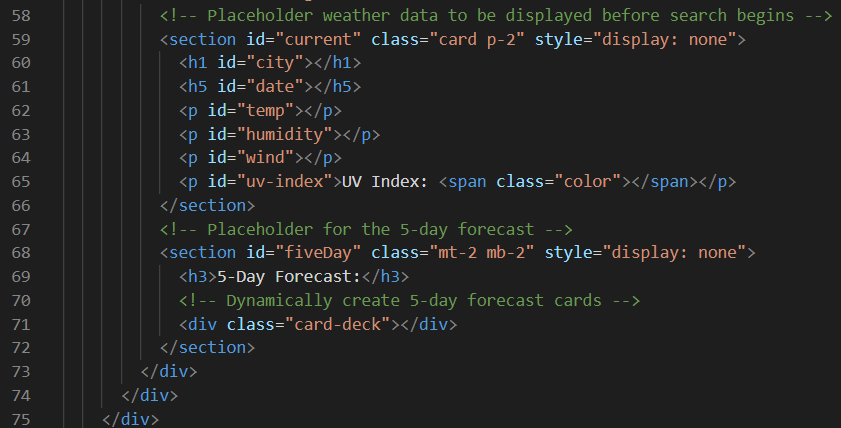 58 <!-- Placeholder weather data to be displayed before search begins -->
59 <section id="current" class="card p-2" style="display: none">
60 <h1 id="city"></h1>
61 <h5 id="date"></h5>
62 <p id="temp"></p>
63 <p id="humidity"></p>
64 <p id="wind"></p>
65 <p id="uv-index">UV Index: <span class="color"></span></p>
66 </section>
67 <!-- Placeholder for the 5-day forecast -->
68 <section id="fiveDay" class="mt-2 mb-2" style="display: none">
69 <h3>5-Day Forecast:</h3>
70 <!-- Dynamically create 5-day forecast cards -->
71 <div class="card-deck"></div>
72 </section>
73 </div>
74 </div>
75 </div>